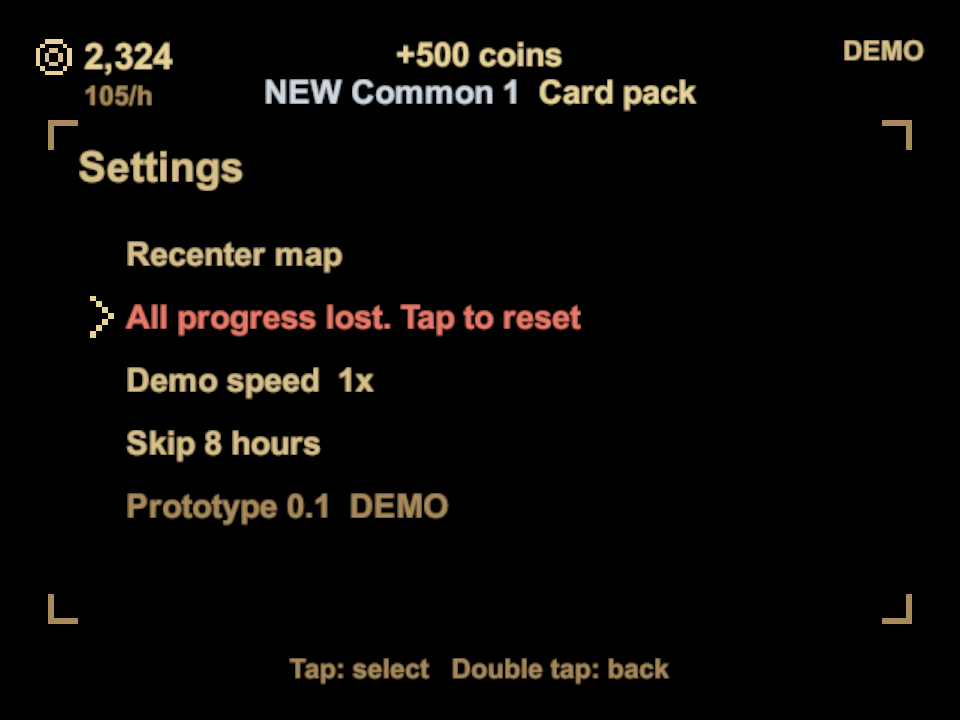 2,324
105/h
+500 coins
NEW Common 1 Card pack
DEMO
Settings
Recenter map
All progress lost. Tap to reset
Demo speed 1x
Skip 8 hours
Prototype 0.1 DEMO
Tap: select Double tap: back